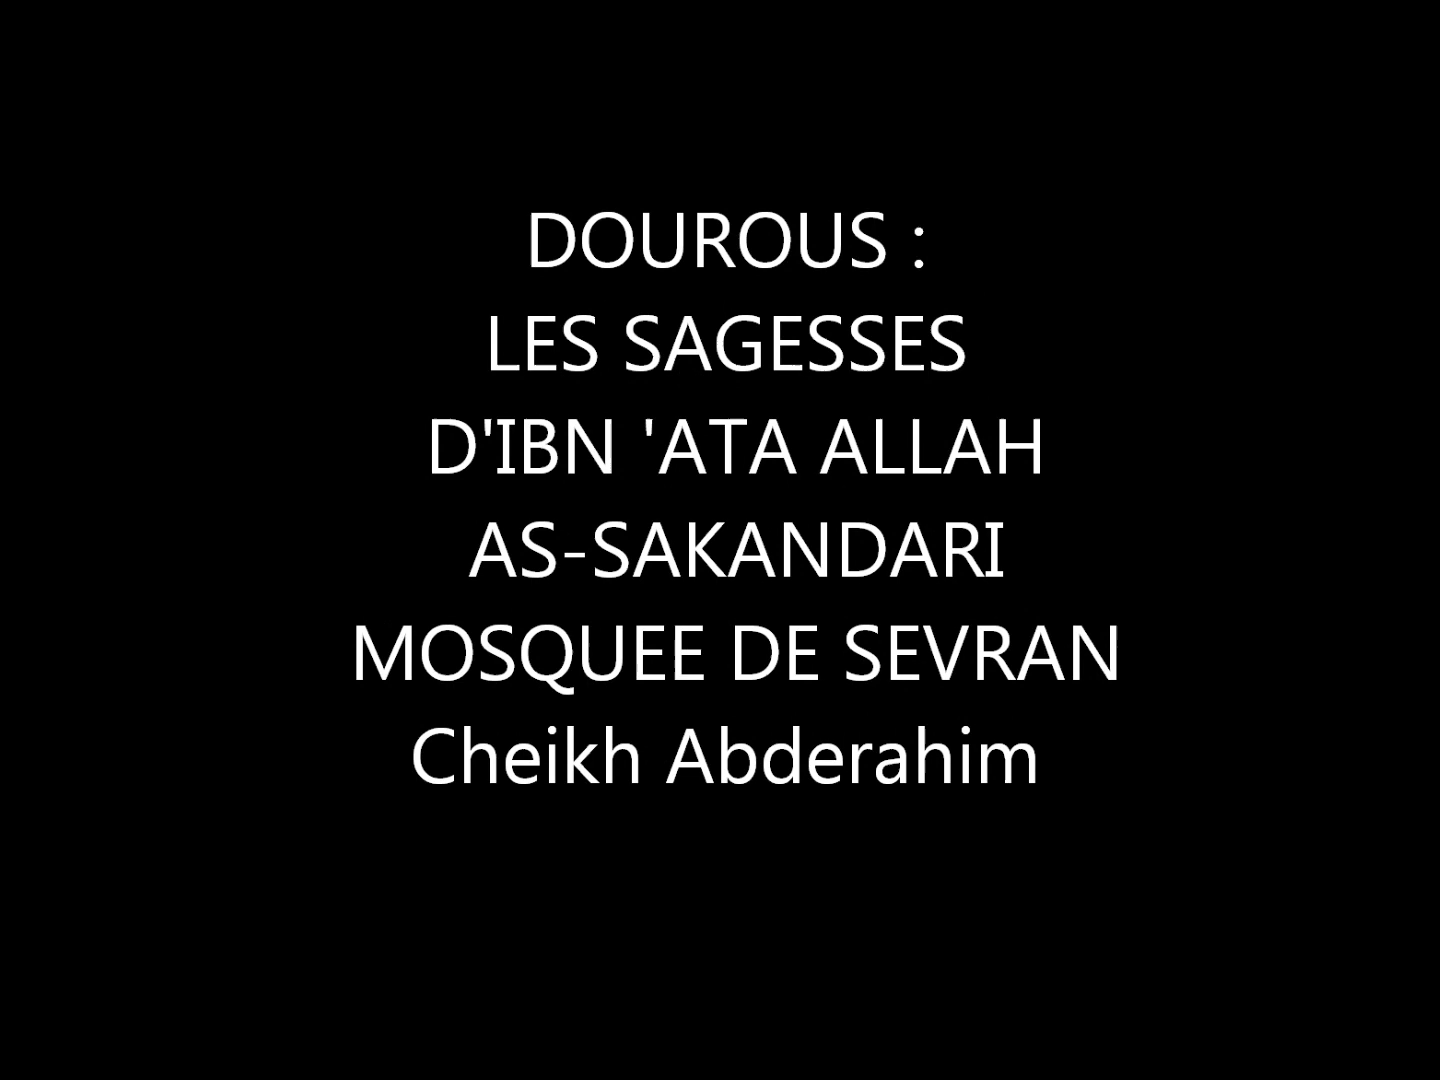 DOUROUS :
LES SAGESSES
D'IBN 'ATA ALLAH
AS-SAKANDARI
MOSQUEE DE SEVRAN
Cheikh Abderahim